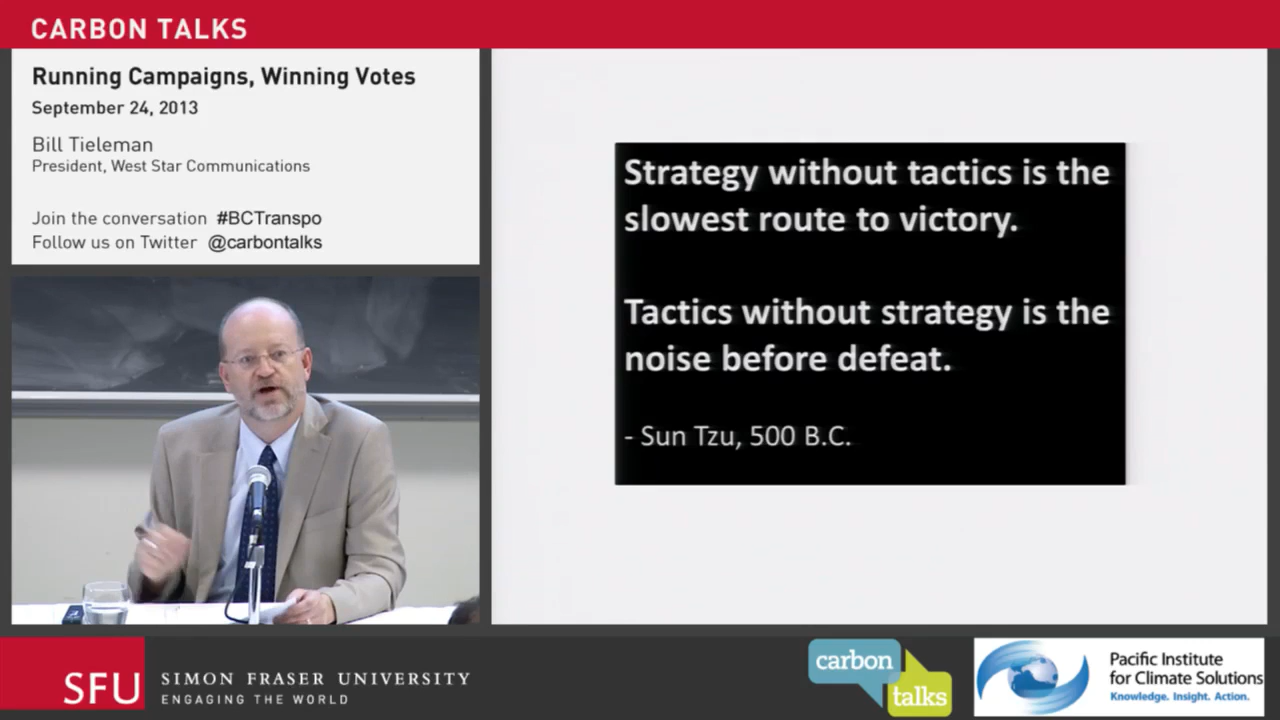 CARBON TALKS
Running Campaigns, Winning Votes
September 24, 2013
Bill Tieleman
President, West Star Communications
Join the conversation #BCTranspo
Follow us on Twitter @carbontalks
Strategy without tactics is the
slowest route to victory.
Tactics without strategy is the
noise before defeat.
- Sun Tzu, 500 B.C.
SFU
SIMON FRASER UNIVERSITY
ENGAGING THE WORLD
carbon
talks
Pacific Institute
for Climate Solutions
Knowledge. Insight. Action.